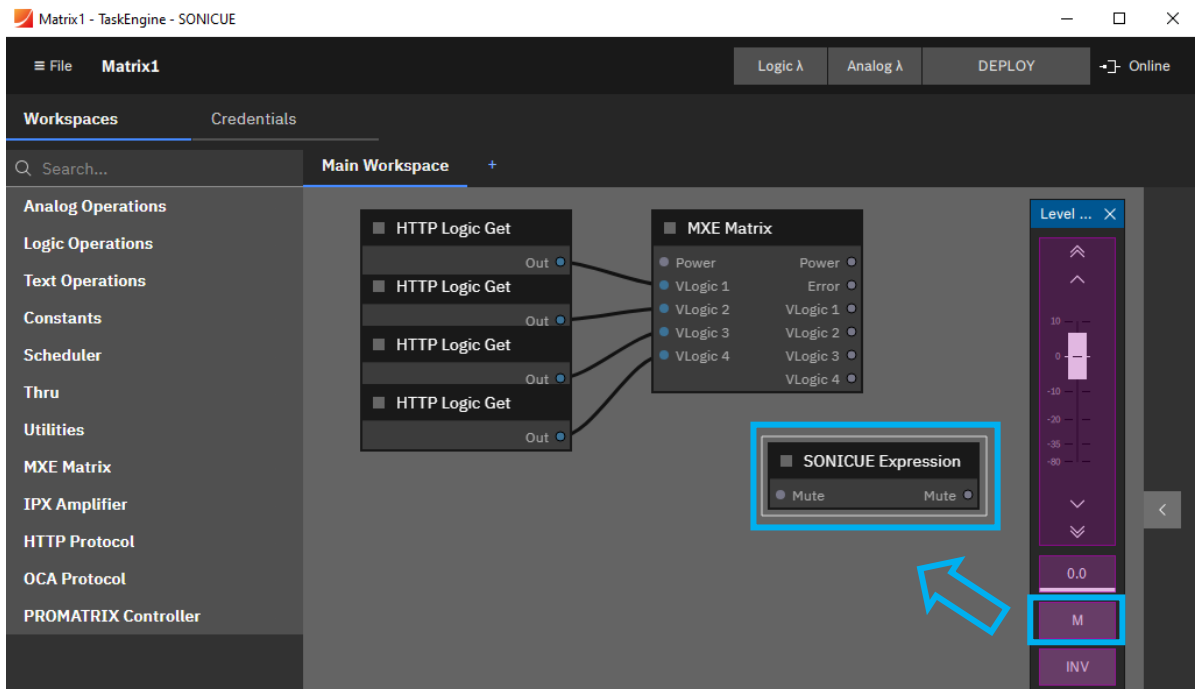 Matrix1 - TaskEngine - SONICUE
≡ File Matrix1 Logic λ Analog λ DEPLOY Online
Workspaces Credentials
Search...
Main Workspace +
Analog Operations
Logic Operations
Text Operations
Constants
Scheduler
Thru
Utilities
MXE Matrix
IPX Amplifier
HTTP Protocol
OCA Protocol
PROMATRIX Controller
HTTP Logic Get
Out
HTTP Logic Get
Out
HTTP Logic Get
Out
HTTP Logic Get
Out
MXE Matrix
Power Power
VLogic 1 Error
VLogic 2 VLogic 1
VLogic 3 VLogic 2
VLogic 4 VLogic 3
VLogic 4
SONICUE Expression
Mute Mute
Level ...
10
0
-10
-20
-35
-80
0.0
M
INV